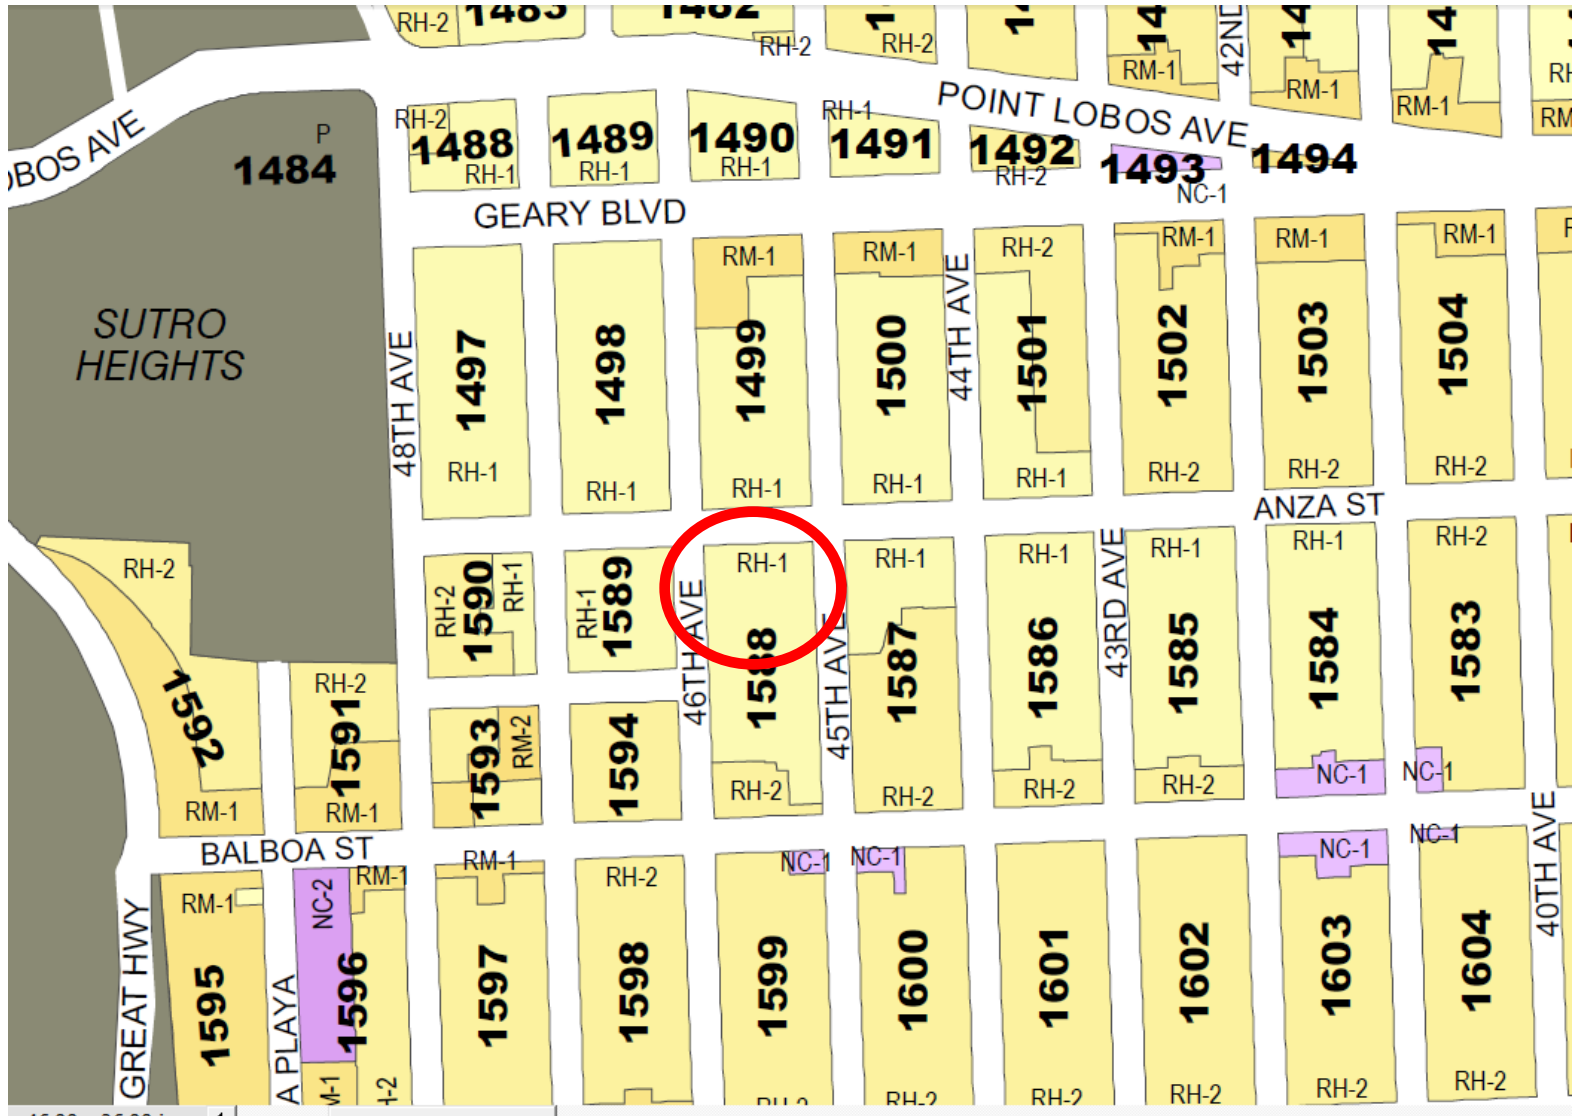 RH-2
1483
1482
RH-2
RH-2
42ND
RM-1
RM-1
RM-1
LOBOS AVE
P
1484
RH-2
1488
RH-1
1489
RH-1
1490
RH-1
RH-1
1491
POINT LOBOS AVE
1492
RH-2
1493
NC-1
1494
GEARY BLVD
SUTRO
HEIGHTS
48TH AVE
1497
RH-1
1498
RH-1
RM-1
1499
RH-1
RM-1
1500
RH-1
44TH AVE
RH-2
1501
RH-1
RM-1
1502
RH-2
RM-1
1503
RH-2
RM-1
1504
RH-2
ANZA ST
RH-2
1592
RM-1
RH-2
1591
RM-1
RH-2
1590
RH-1
RH-1
1589
46TH AVE
RH-1
1588
RH-2
45TH AVE
RH-1
1587
RH-2
RH-1
1586
RH-2
43RD AVE
RH-1
1585
RH-2
RH-1
1584
NC-1
RH-2
1583
NC-1
1593
RM-2
1594
40TH AVE
BALBOA ST
GREAT HWY
RM-1
1595
A PLAYA
NC-2
1596
RM-1
RM-1
1597
RH-2
1598
NC-1
1599
NC-1
1600
RH-2
1601
RH-2
1602
RH-2
NC-1
1603
RH-2
NC-1
1604
RH-2